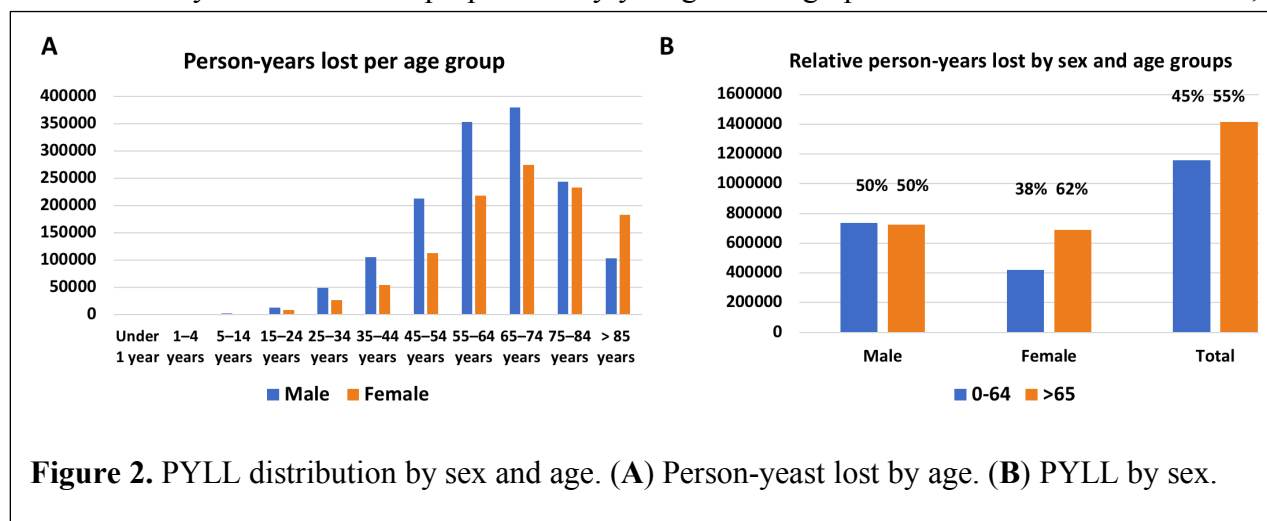 A
Person-years lost per age group
400000
350000
300000
250000
200000
150000
100000
50000
0
Under 1–4 5–14 15–24 25–34 35–44 45–54 55–64 65–74 75–84 > 85
1 year years years years years years years years years years years
Male Female
B
Relative person-years lost by sex and age groups
1600000
1400000
1200000
1000000
800000
600000
400000
200000
0
45% 55%
50% 50%
38% 62%
Male Female Total
0-64 >65
Figure 2. PYLL distribution by sex and age. (A) Person-yeast lost by age. (B) PYLL by sex.